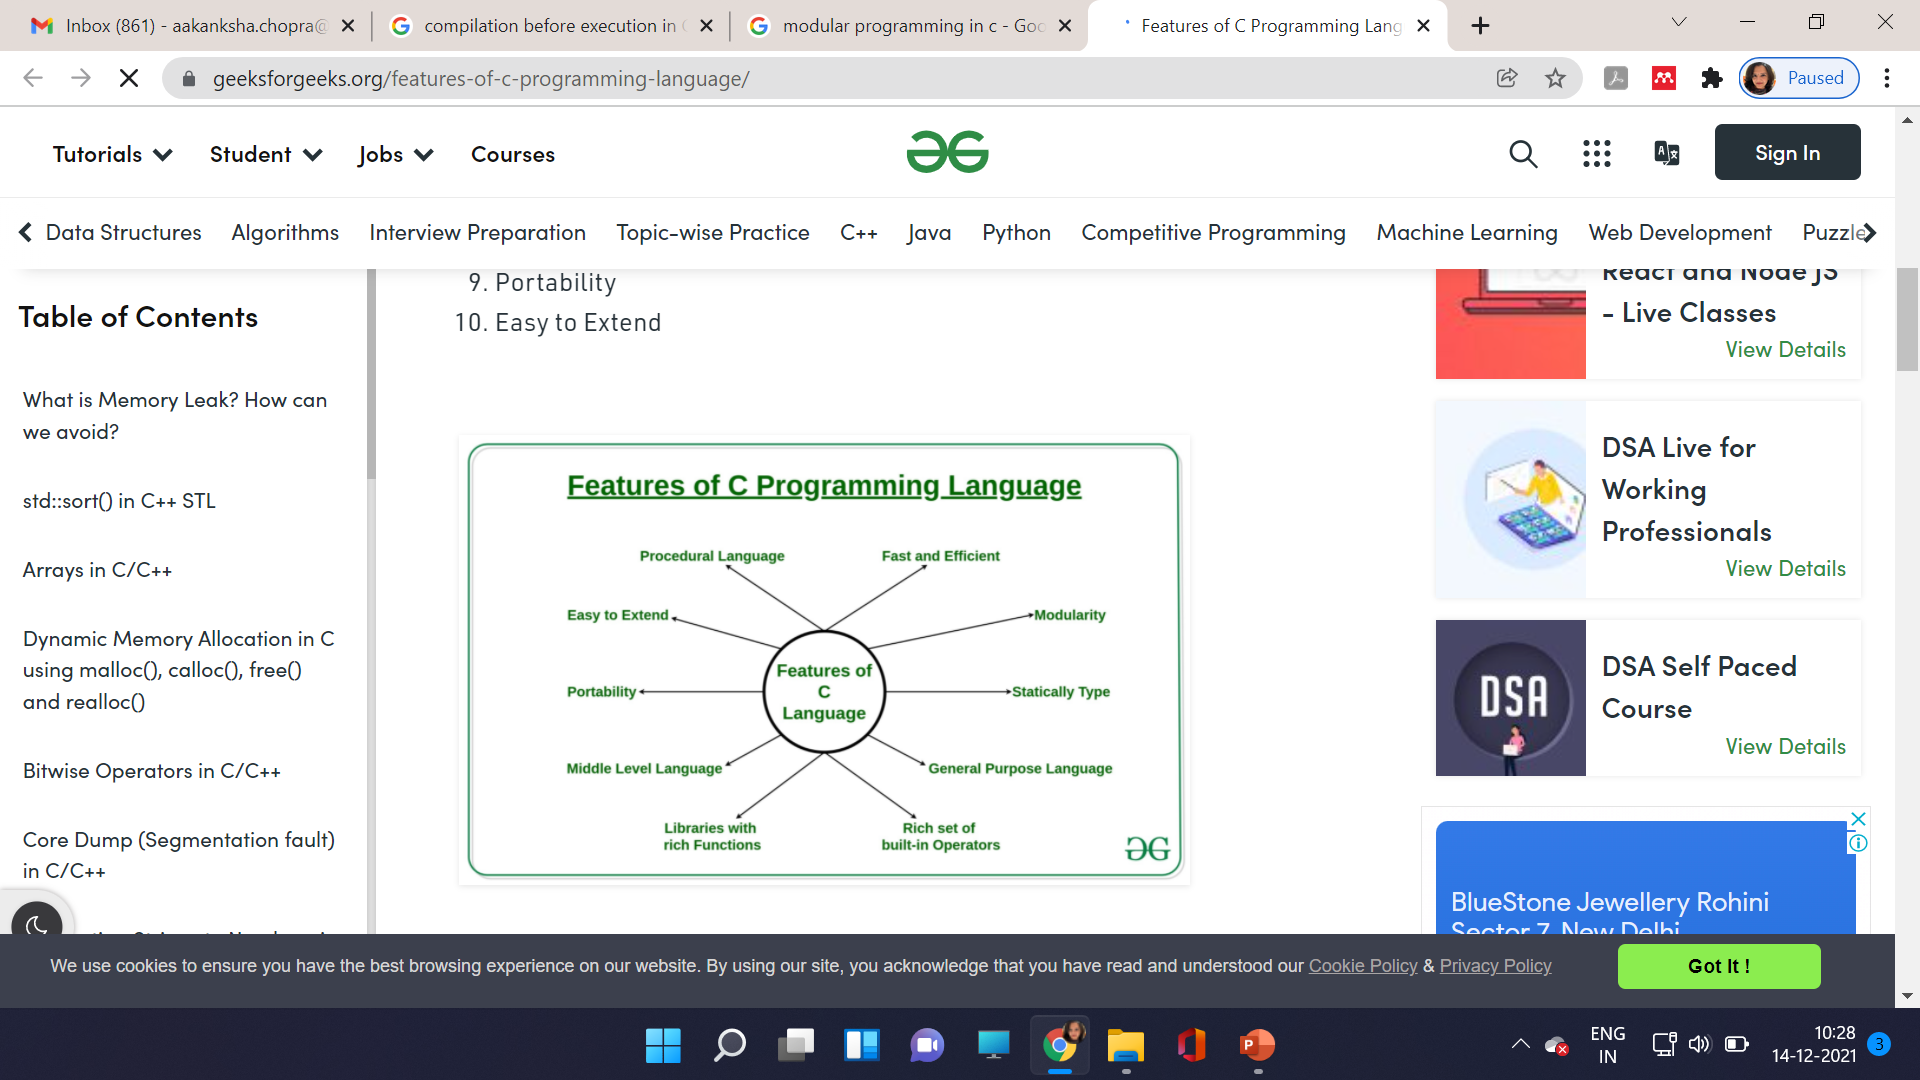 Inbox (861) - aakanksha.chopra@
compilation before execution in
modular programming in c - Goo
Features of C Programming Lang
geeksforgeeks.org/features-of-c-programming-language/
Paused
Tutorials
Student
Jobs
Courses
Sign In
Data Structures
Algorithms
Interview Preparation
Topic-wise Practice
C++
Java
Python
Competitive Programming
Machine Learning
Web Development
Puzzle
Table of Contents
What is Memory Leak? How can
we avoid?
std::sort() in C++ STL
Arrays in C/C++
Dynamic Memory Allocation in C
using malloc(), calloc(), free()
and realloc()
Bitwise Operators in C/C++
Core Dump (Segmentation fault)
in C/C++
9. Portability
10. Easy to Extend
Features of C Programming Language
Procedural Language
Fast and Efficient
Easy to Extend
Modularity
Features of
C
Language
Portability
Statically Type
Middle Level Language
General Purpose Language
Libraries with
rich Functions
Rich set of
built-in Operators
React and Node JS
- Live Classes
View Details
DSA Live for
Working
Professionals
View Details
DSA
DSA Self Paced
Course
View Details
BlueStone Jewellery Rohini
Sector 7, New Delhi
We use cookies to ensure you have the best browsing experience on our website. By using our site, you acknowledge that you have read and understood our Cookie Policy & Privacy Policy
Got It !
ENG
IN
10:28
14-12-2021
3